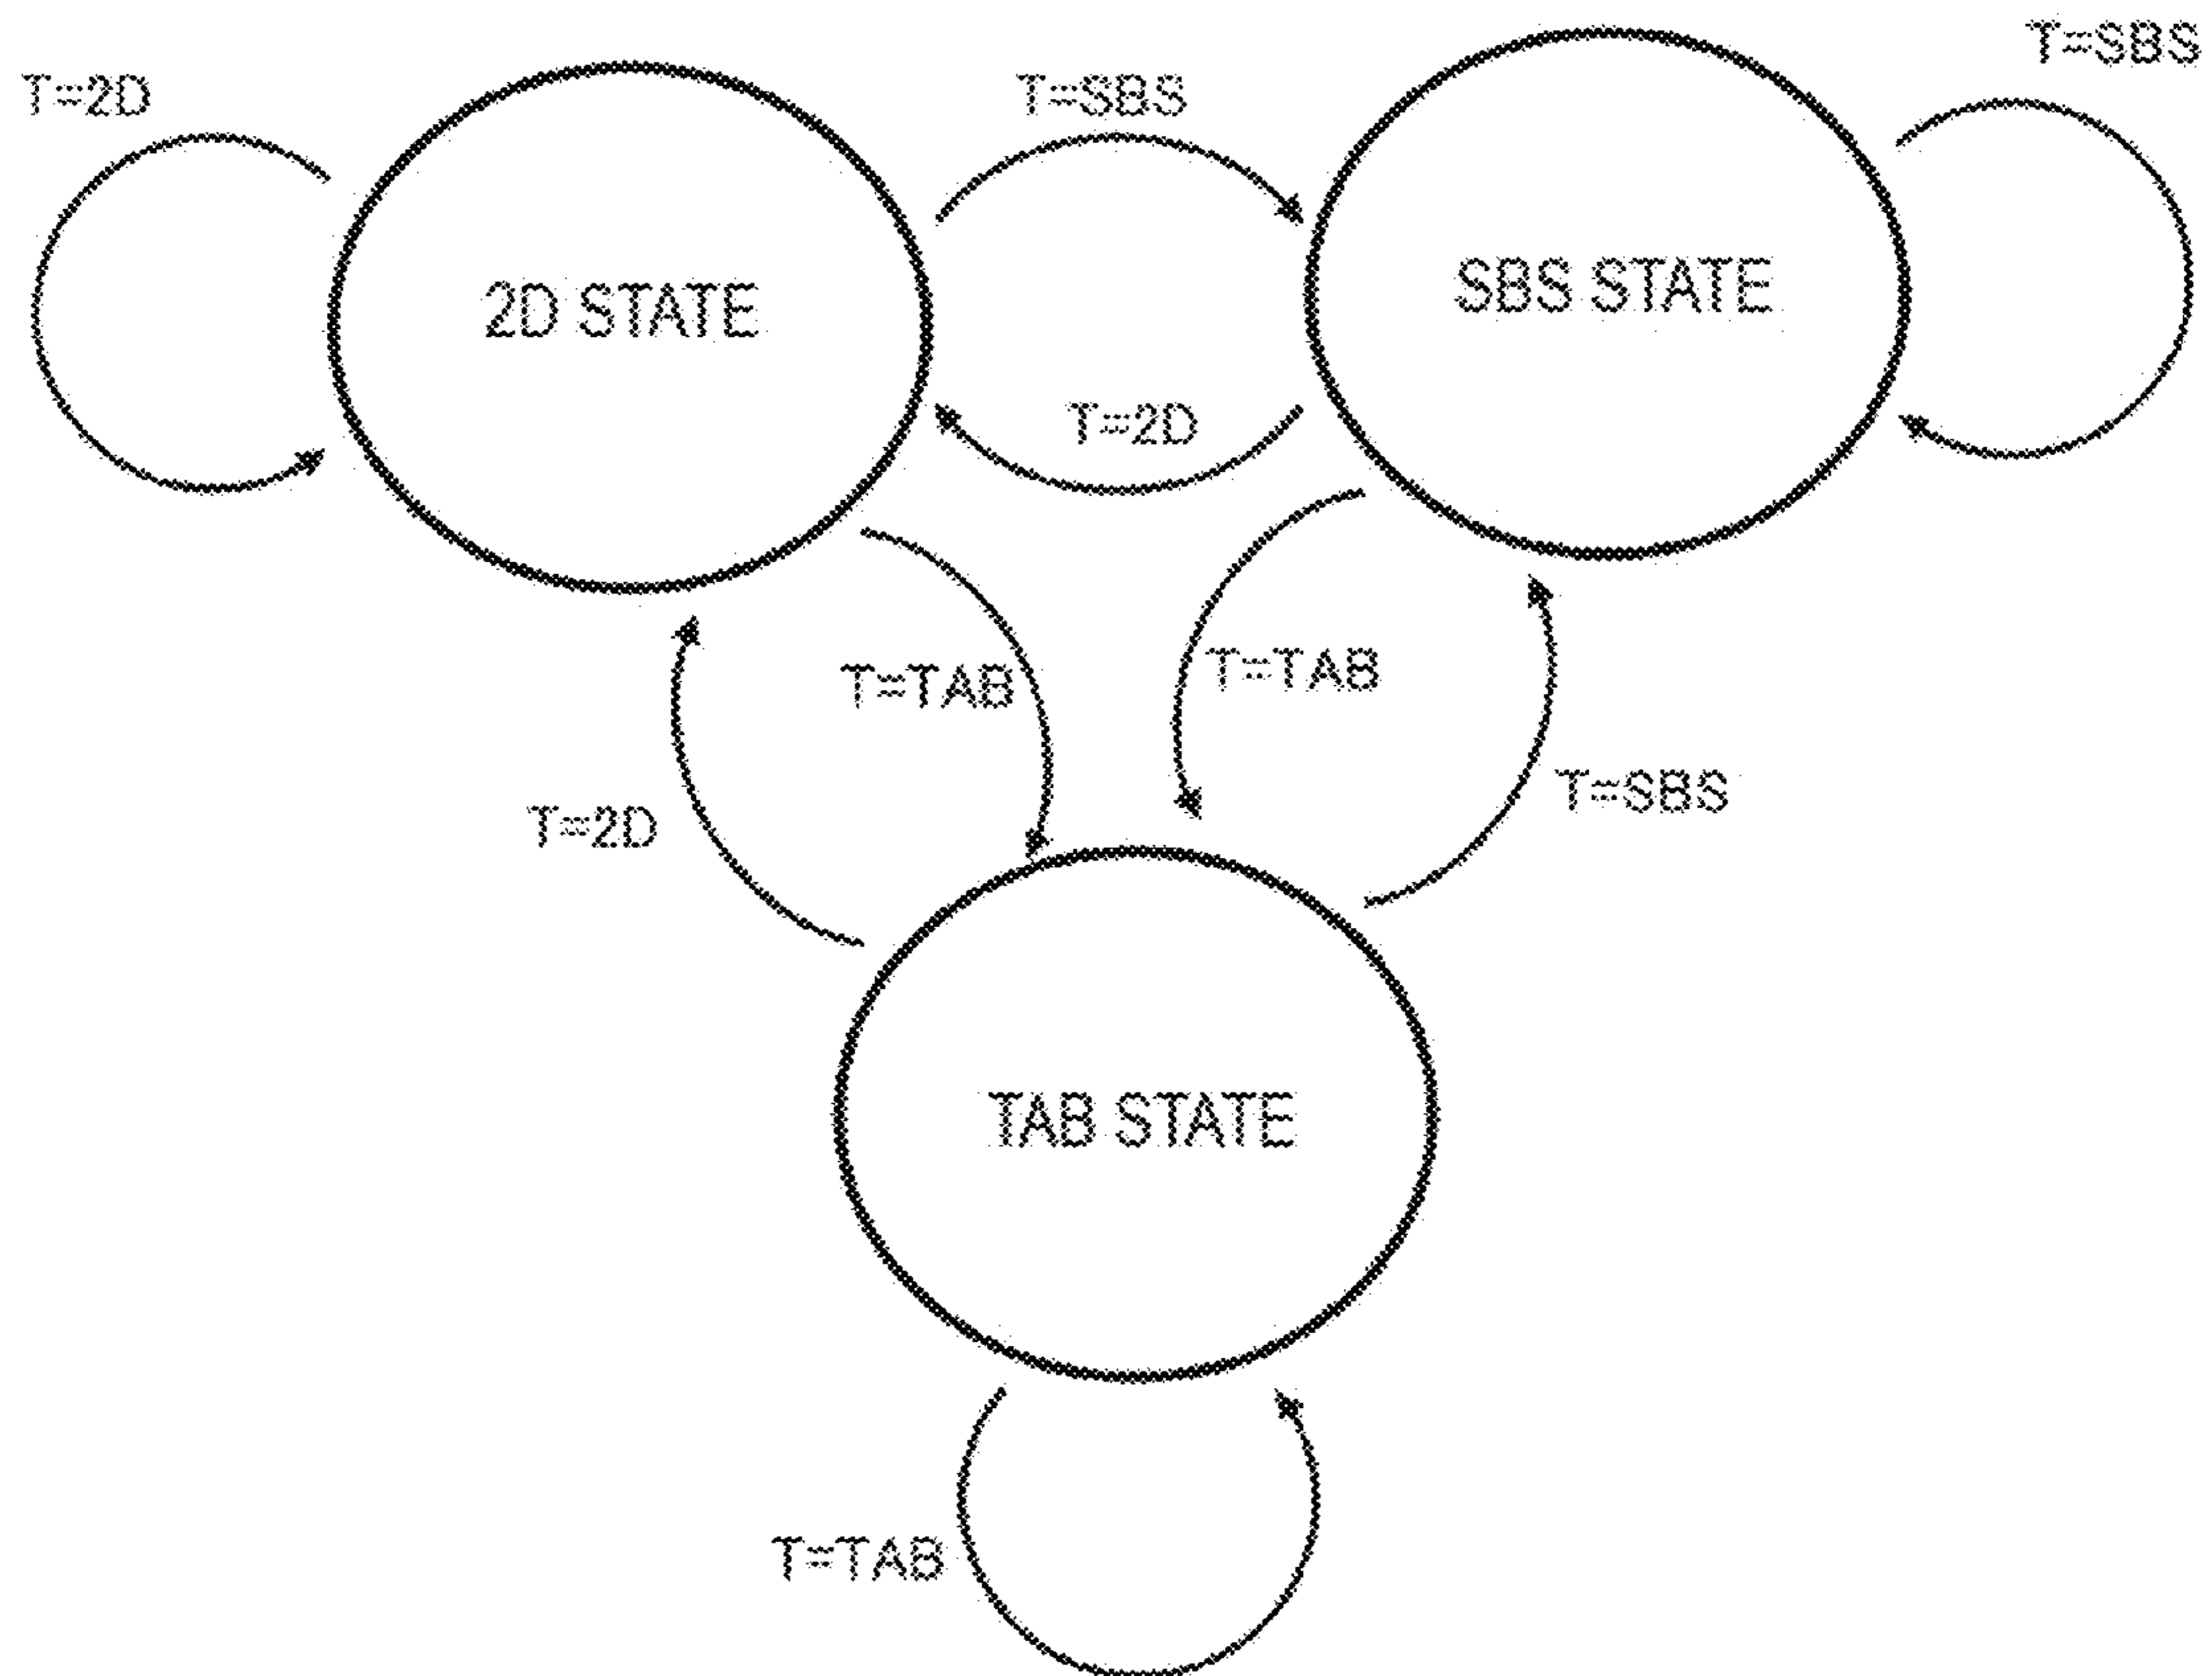 T=SBS
T=2D
T=SBS
2D STATE
SBS STATE
T=2D
T=TAB
T=TAB
T=2D
T=SBS
TAB STATE
T=TAB